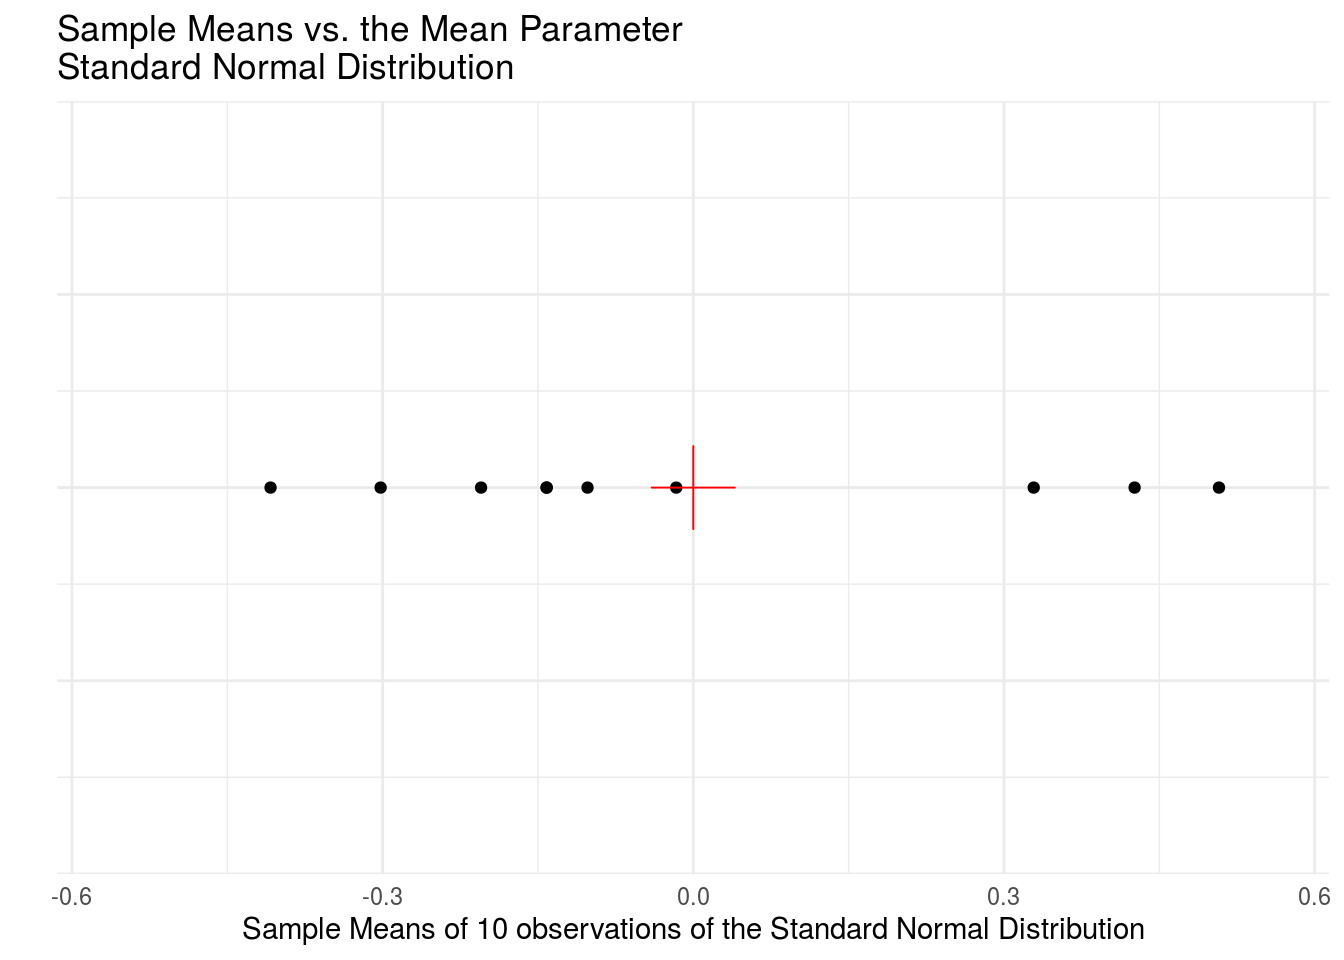 Sample Means vs. the Mean Parameter
Standard Normal Distribution
-0.6 -0.3 0.0 0.3 0.6
Sample Means of 10 observations of the Standard Normal Distribution